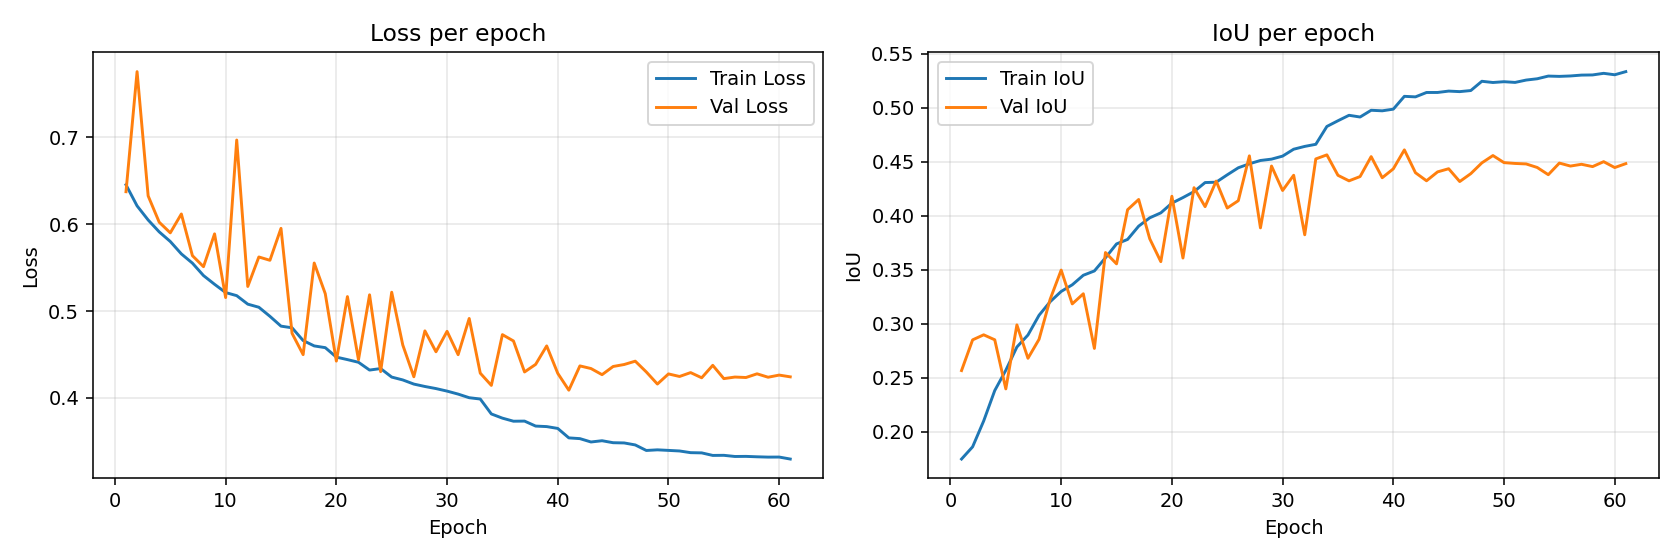 Loss per epoch
Train Loss
Val Loss
0.7
0.6
0.5
0.4
Loss
0 10 20 30 40 50 60
Epoch
IoU per epoch
Train IoU
Val IoU
0.55
0.50
0.45
0.40
0.35
0.30
0.25
0.20
IoU
0 10 20 30 40 50 60
Epoch